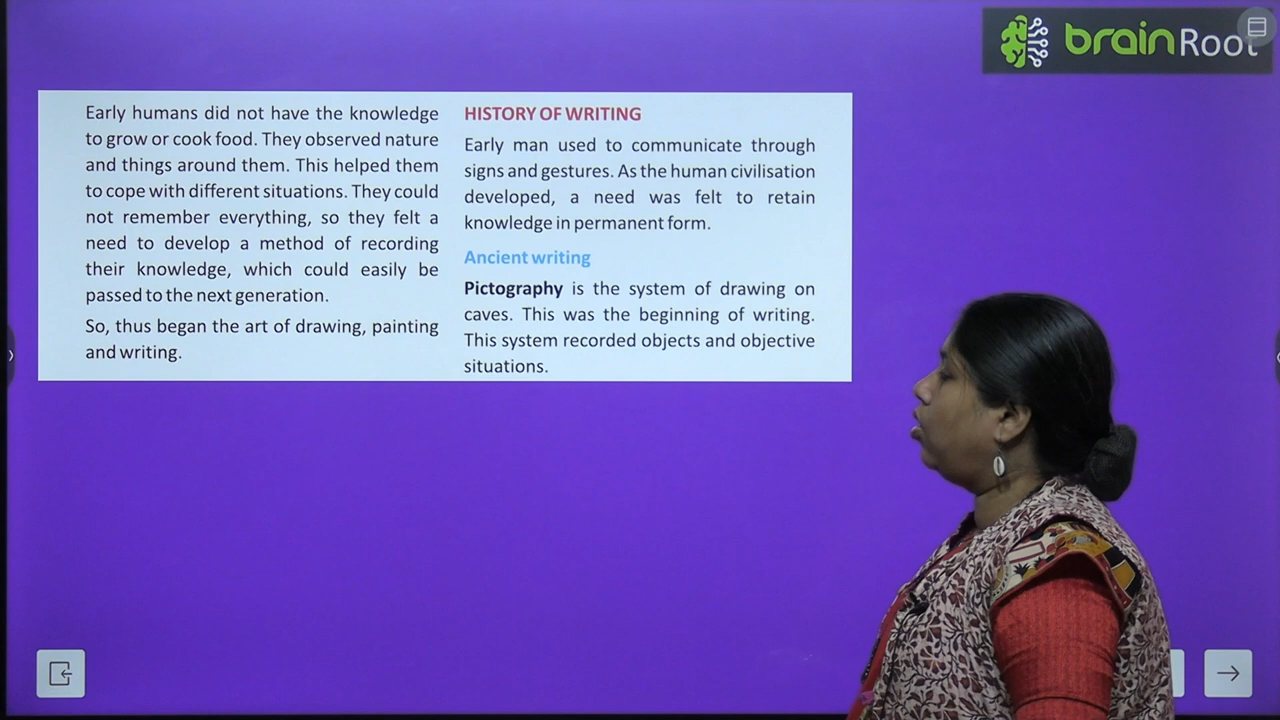 brainRoot
Early humans did not have the knowledge
to grow or cook food. They observed nature
and things around them. This helped them
to cope with different situations. They could
not remember everything, so they felt a
need to develop a method of recording
their knowledge, which could easily be
passed to the next generation.
So, thus began the art of drawing, painting
and writing.
HISTORY OF WRITING
Early man used to communicate through
signs and gestures. As the human civilisation
developed, a need was felt to retain
knowledge in permanent form.
Ancient writing
Pictography is the system of drawing on
caves. This was the beginning of writing.
This system recorded objects and objective
situations.